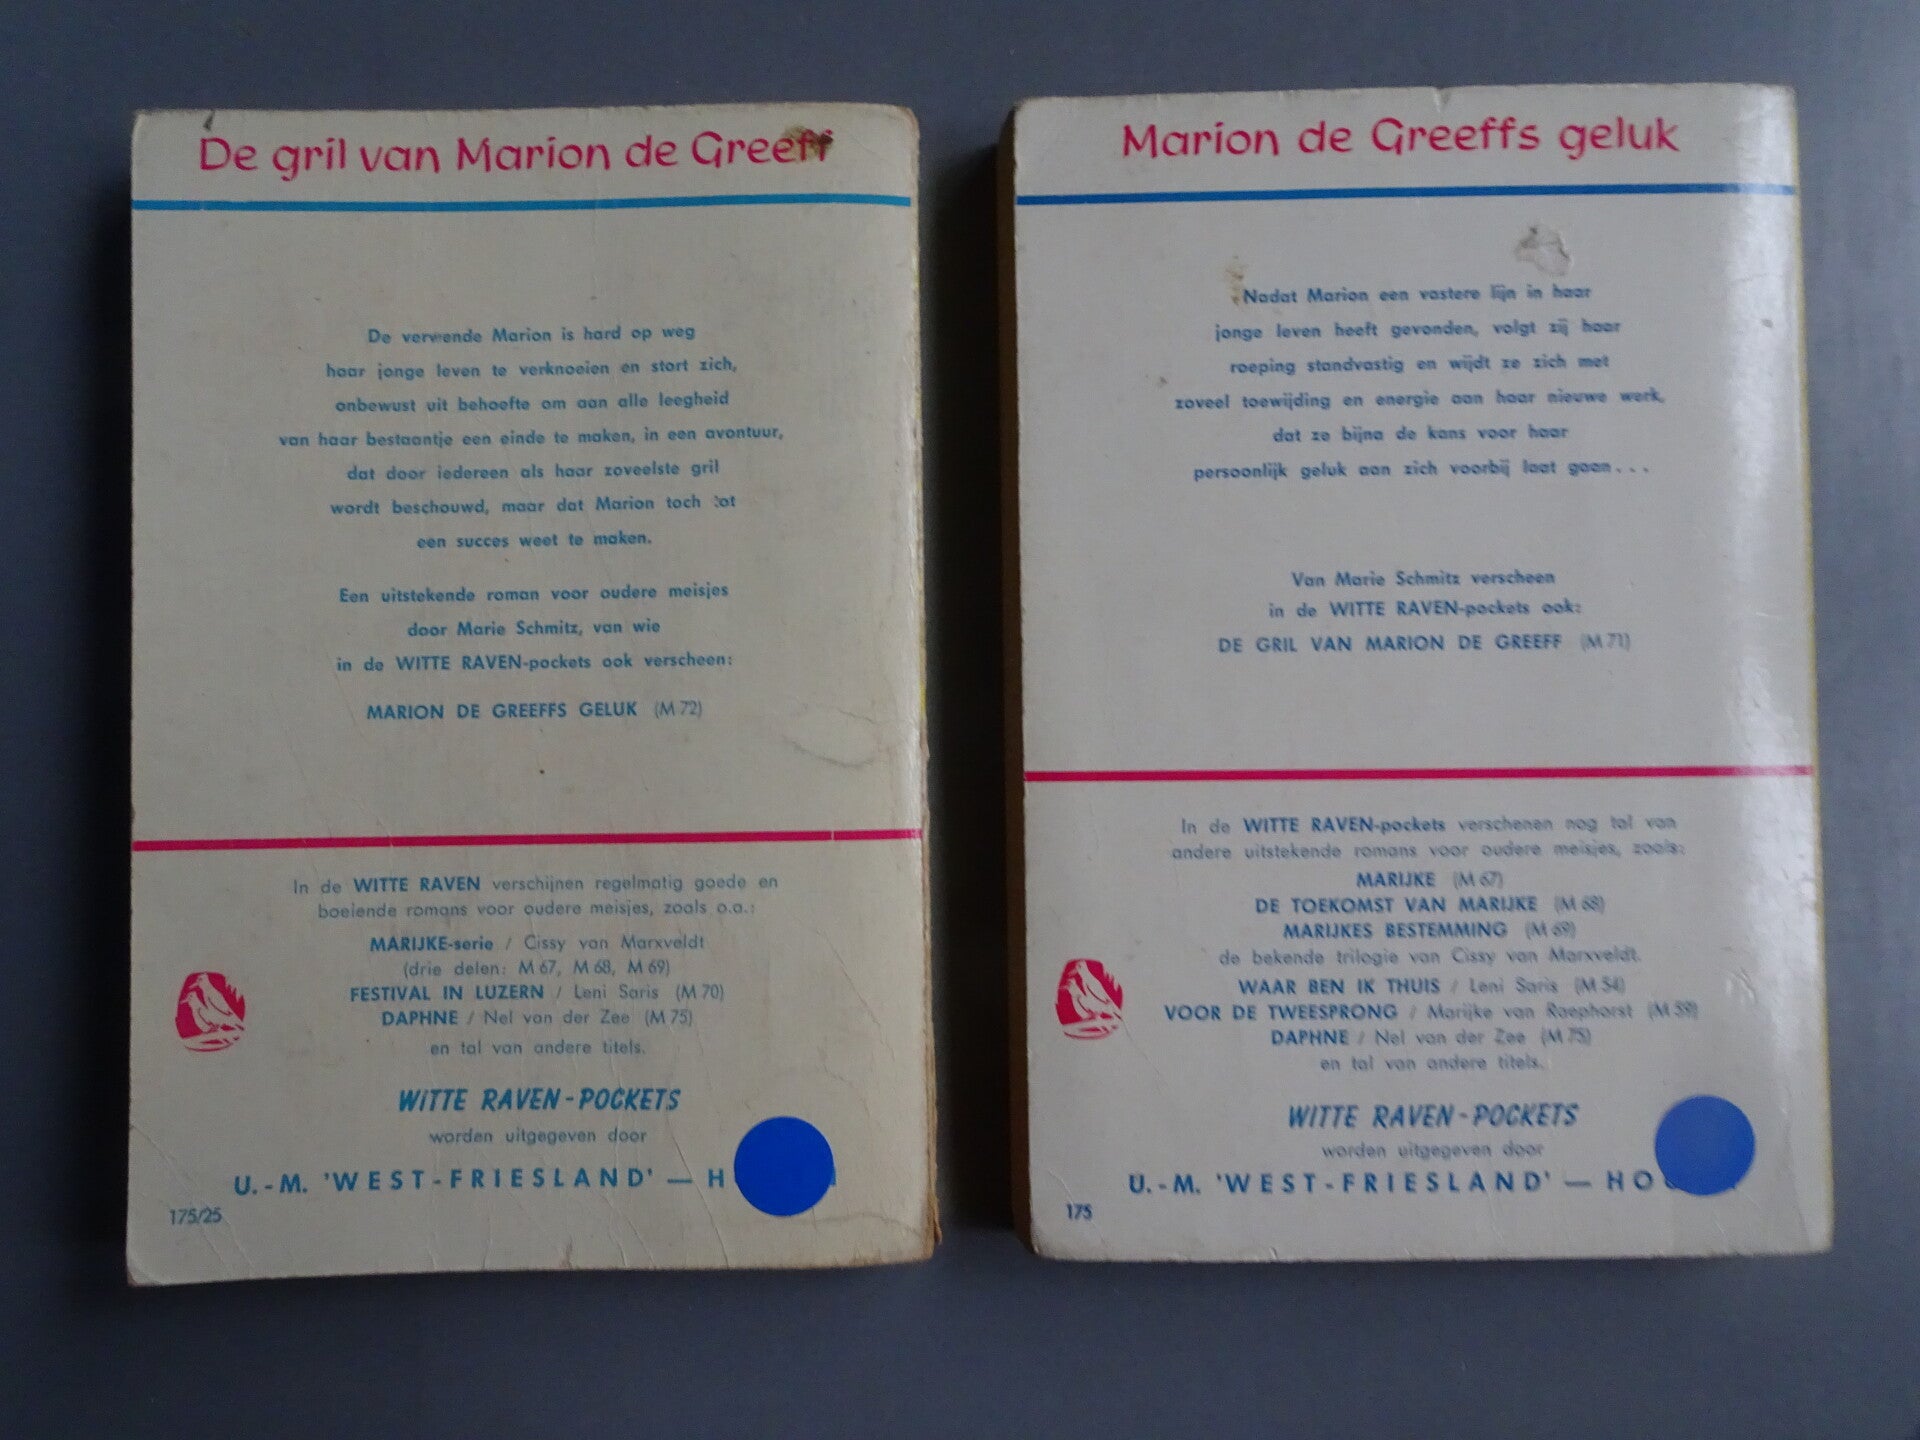 De gril van Marion de Greeff
De verwende Marion is hard op weg
haar jonge leven te verknoeien en stort zich,
onbewust uit behoefte om aan alle leegheid
van haar bestaantje een einde te maken, in een avontuur,
dat door iedereen als haar zoveelste gril
wordt beschouwd, maar dat Marion toch tot
een succes weet te maken.
Een uitstekende roman voor oudere meisjes
door Marie Schmitz, van wie
in de WITTE RAVEN-pockets ook verscheen:
MARION DE GREEFFS GELUK (M 72)
In de WITTE RAVEN verschijnen regelmatig goede en
boeiende romans voor oudere meisjes, zoals o.a.:
MARIJKE-serie / Cissy van Marxveldt
(drie delen: M 67, M 68, M 69)
FESTIVAL IN LUZERN / Leni Saris (M 70)
DAPHNE / Nel van der Zee (M 75)
en tal van andere titels.
WITTE RAVEN-POCKETS
worden uitgegeven door
U.-M. 'WEST-FRIESLAND' — H
175/25
Marion de Greeffs geluk
Nadat Marion een vastere lijn in haar
jonge leven heeft gevonden, volgt zij haar
roeping standvastig en wijdt ze zich met
zoveel toewijding en energie aan haar nieuwe werk,
dat ze bijna de kans voor haar
persoonlijk geluk aan zich voorbij laat gaan...
Van Marie Schmitz verscheen
in de WITTE RAVEN-pockets ook:
DE GRIL VAN MARION DE GREEFF (M 71)
In de WITTE RAVEN-pockets verschenen nog tal van
andere uitstekende romans voor oudere meisjes, zoals:
MARIJKE (M 67)
DE TOEKOMST VAN MARIJKE (M 68)
MARIJKES BESTEMMING (M 69)
de bekende trilogie van Cissy van Marxveldt.
WAAR BEN IK THUIS / Leni Saris (M 54)
VOOR DE TWEESPRONG / Marijke van Raephorst (M 59)
DAPHNE / Nel van der Zee (M 75)
en tal van andere titels.
WITTE RAVEN-POCKETS
worden uitgegeven door
U.-M. 'WEST-FRIESLAND' — HO
175